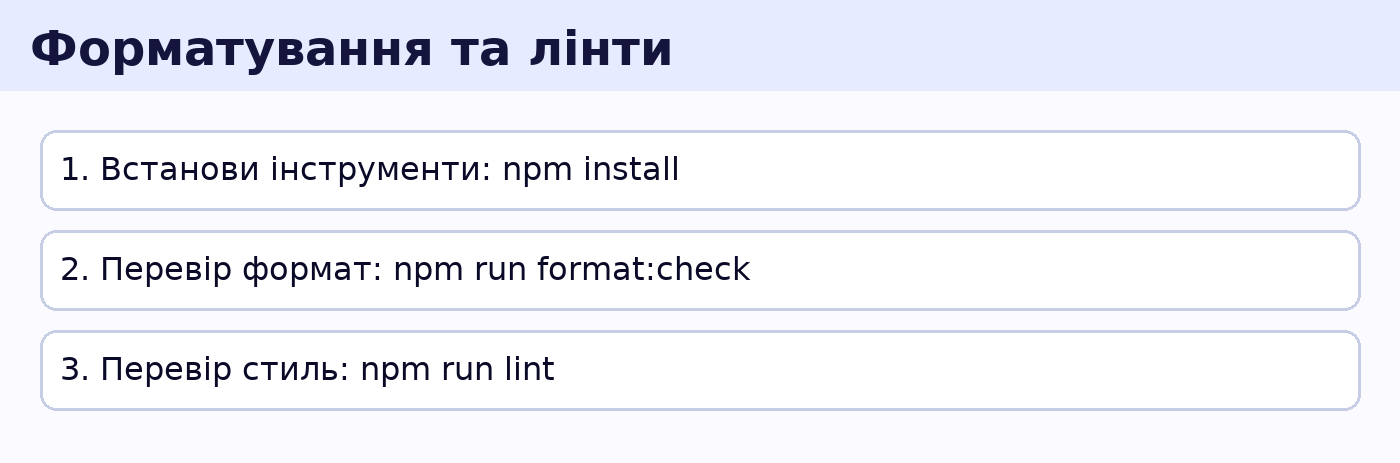 Форматування та лінти
1. Встанови інструменти: npm install
2. Перевір формат: npm run format:check
3. Перевір стиль: npm run lint